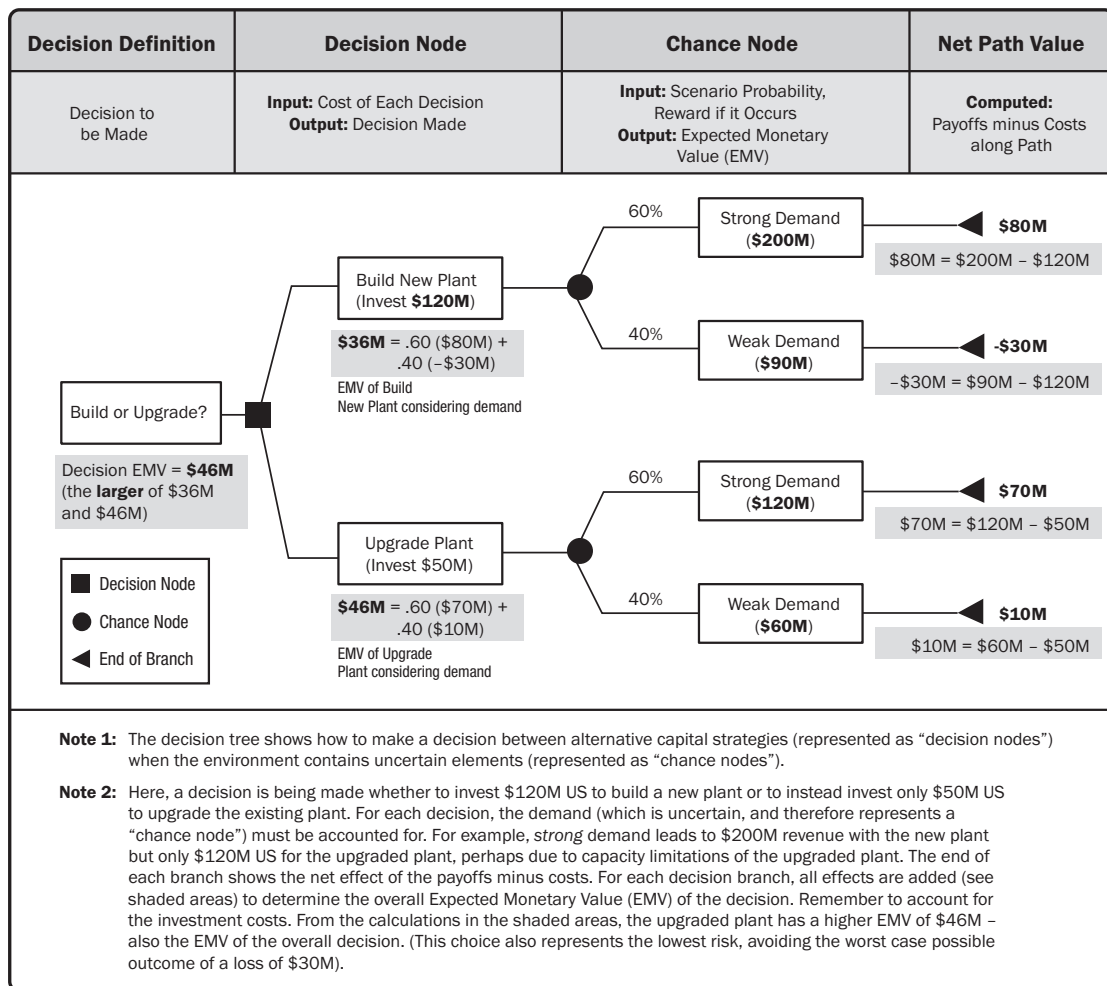 Decision Definition
Decision Node
Chance Node
Net Path Value
Decision to
be Made
Input: Cost of Each Decision
Output: Decision Made
Input: Scenario Probability,
Reward if it Occurs
Output: Expected Monetary
Value (EMV)
Computed:
Payoffs minus Costs
along Path
Build or Upgrade?
Decision EMV = $46M
(the larger of $36M
and $46M)
Build New Plant
(Invest $120M)
$36M = .60 ($80M) +
.40 (–$30M)
EMV of Build
New Plant considering demand
60%
Strong Demand
($200M)
$80M
$80M = $200M – $120M
40%
Weak Demand
($90M)
-$30M
–$30M = $90M – $120M
Upgrade Plant
(Invest $50M)
$46M = .60 ($70M) +
.40 ($10M)
EMV of Upgrade
Plant considering demand
60%
Strong Demand
($120M)
$70M
$70M = $120M – $50M
40%
Weak Demand
($60M)
$10M
$10M = $60M – $50M
Decision Node
Chance Node
End of Branch
Note 1: The decision tree shows how to make a decision between alternative capital strategies (represented as “decision nodes”)
when the environment contains uncertain elements (represented as “chance nodes”).
Note 2: Here, a decision is being made whether to invest $120M US to build a new plant or to instead invest only $50M US
to upgrade the existing plant. For each decision, the demand (which is uncertain, and therefore represents a
“chance node”) must be accounted for. For example, strong demand leads to $200M revenue with the new plant
but only $120M US for the upgraded plant, perhaps due to capacity limitations of the upgraded plant. The end of
each branch shows the net effect of the payoffs minus costs. For each decision branch, all effects are added (see
shaded areas) to determine the overall Expected Monetary Value (EMV) of the decision. Remember to account for
the investment costs. From the calculations in the shaded areas, the upgraded plant has a higher EMV of $46M –
also the EMV of the overall decision. (This choice also represents the lowest risk, avoiding the worst case possible
outcome of a loss of $30M).